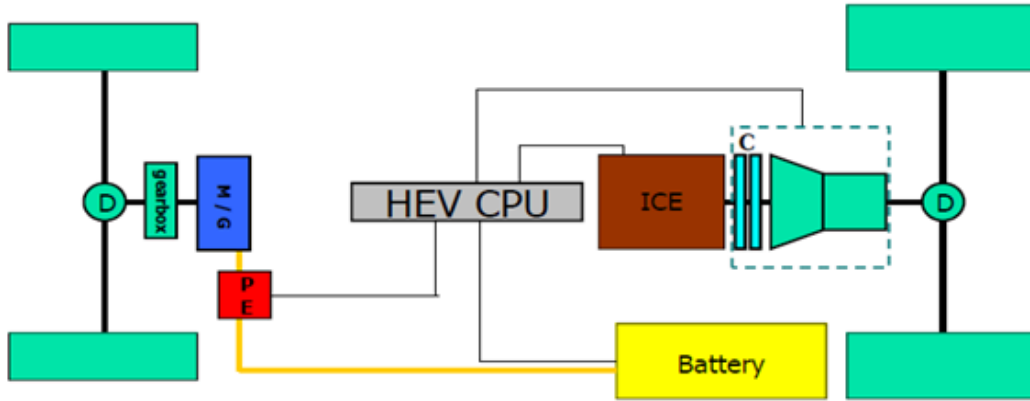 D
gearbox
M / G
P
E
HEV CPU
ICE
C
D
Battery